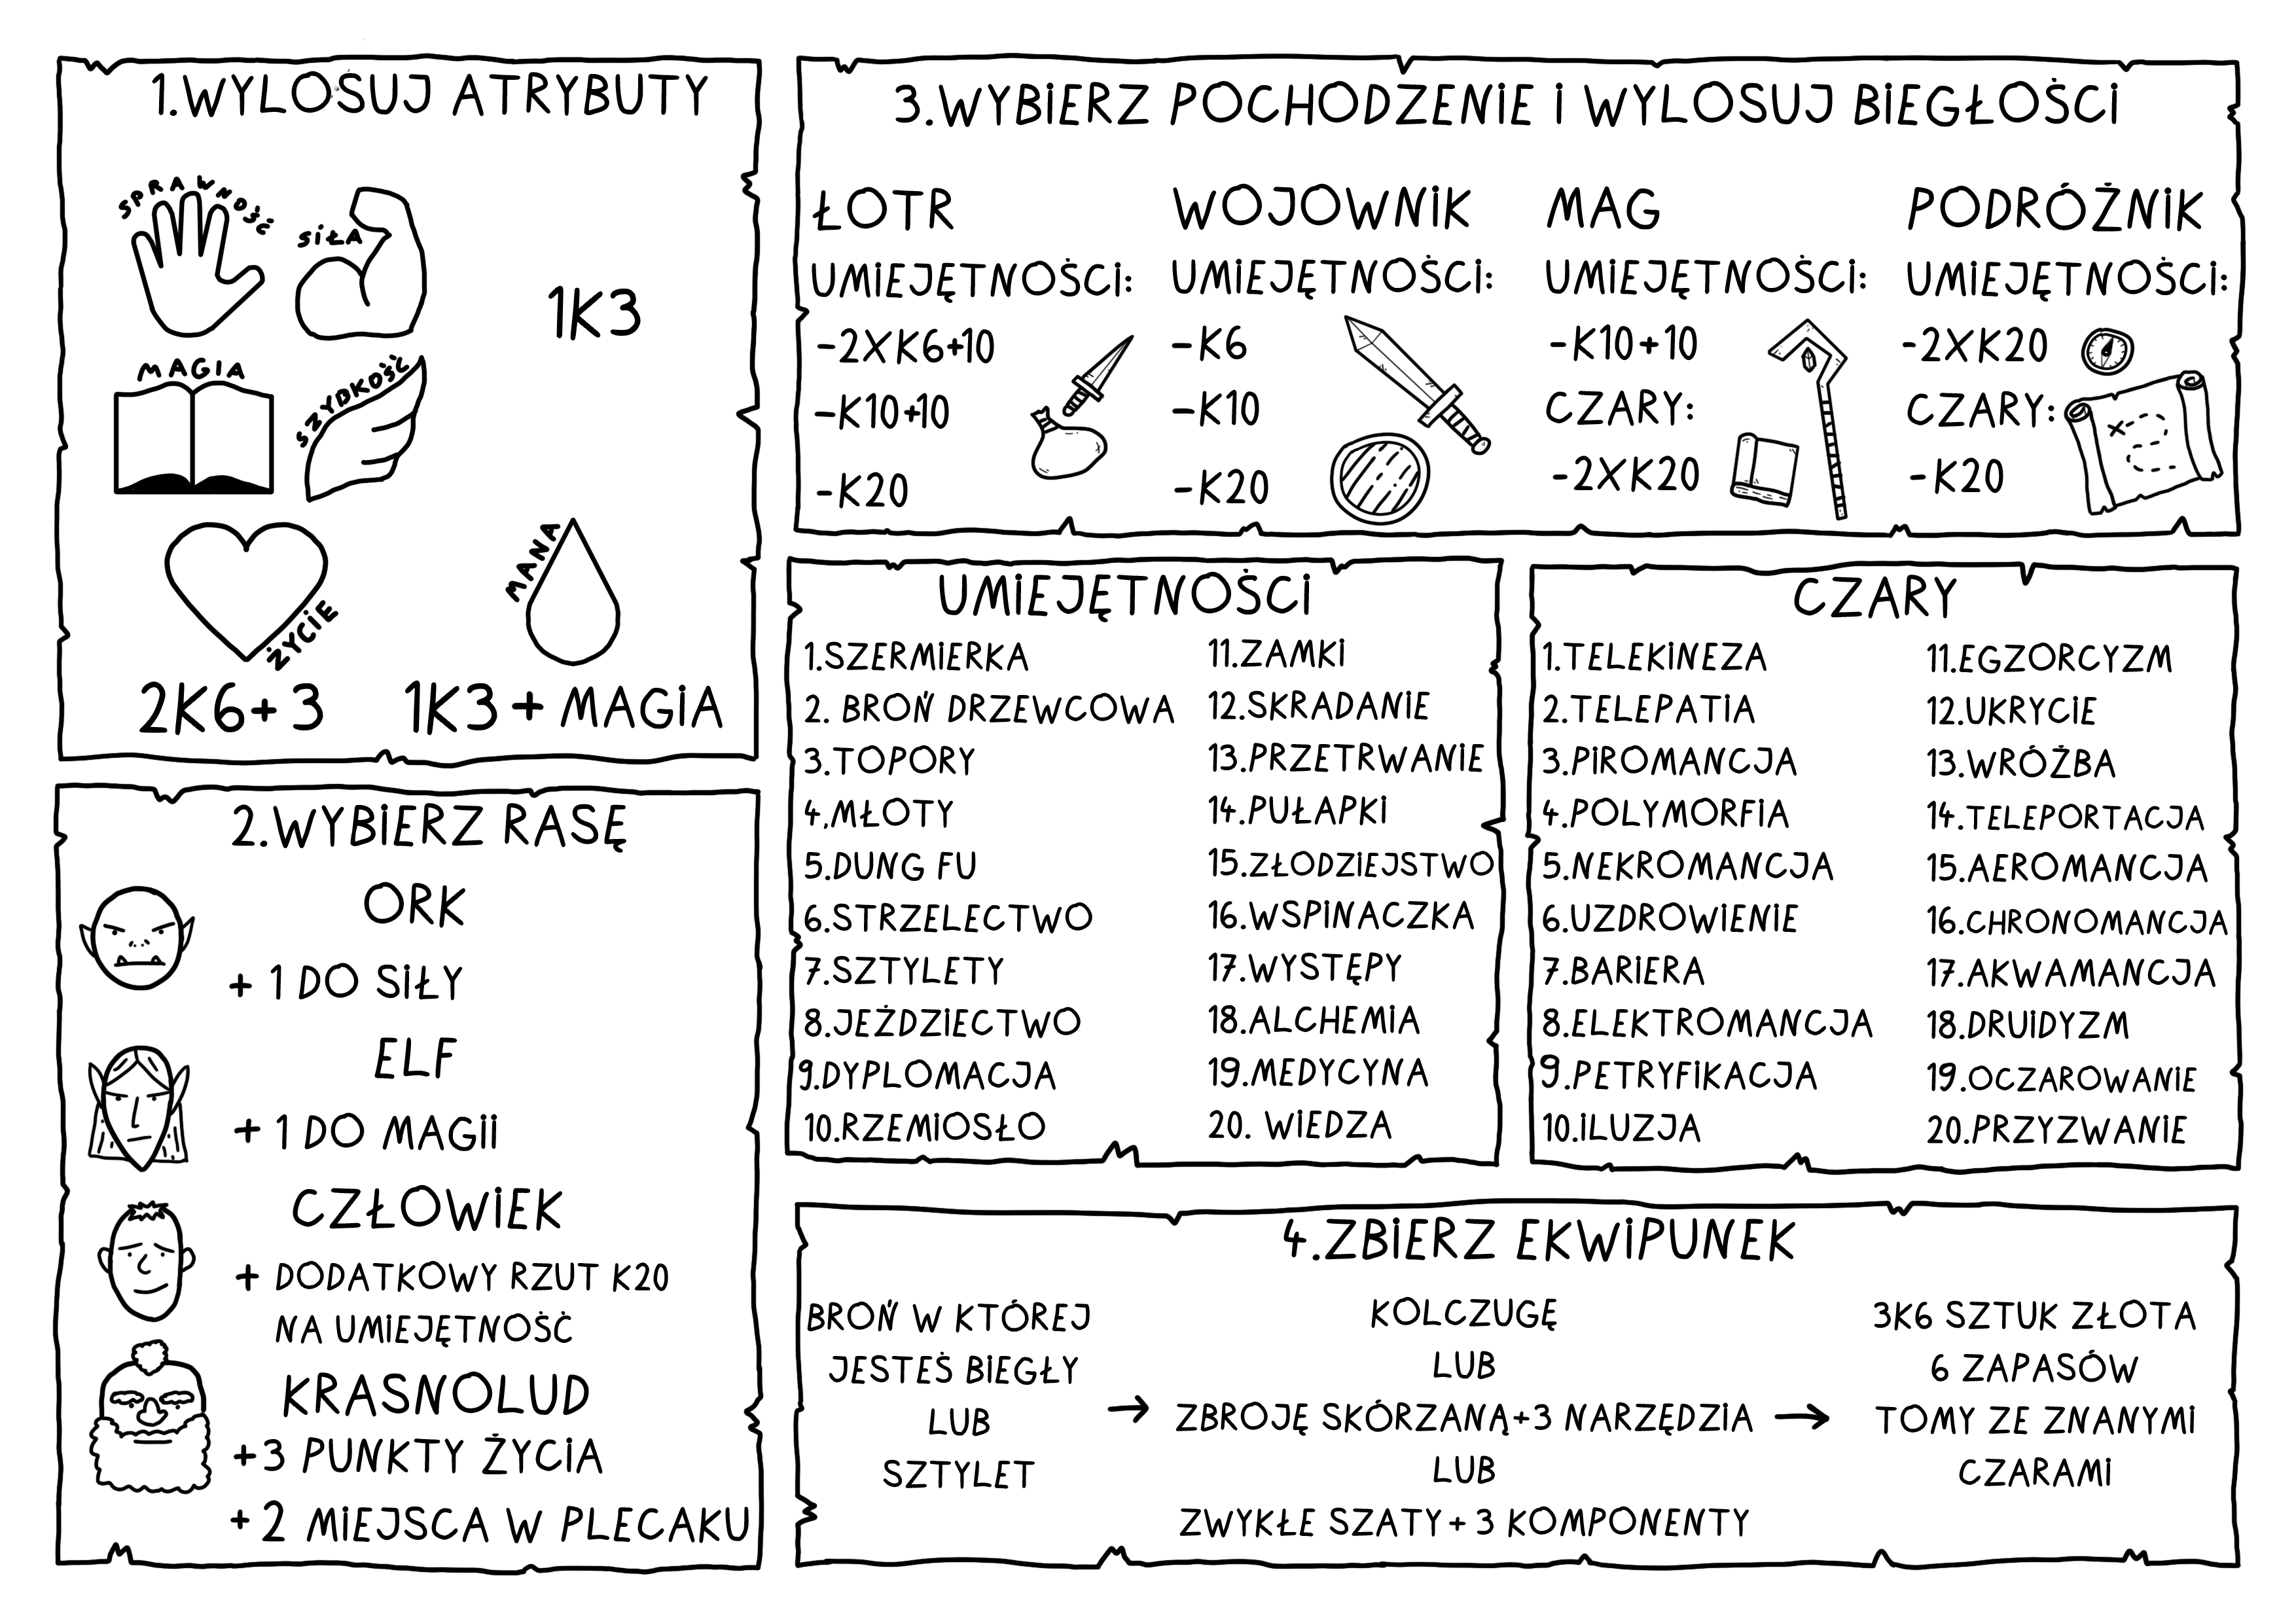 1.WYLOSUJ ATRYBUTY
SPRAWNOŚĆ
SIŁA
1K3
MAGIA
SZYBKOŚĆ
ŻYCIE
MANA
2K6+3
1K3 + MAGIA
2.WYBIERZ RASĘ
ORK
+ 1 DO SIŁY
ELF
+ 1 DO MAGII
CZŁOWIEK
+ DODATKOWY RZUT K20
NA UMIEJĘTNOŚĆ
KRASNOLUD
+3 PUNKTY ŻYCIA
+2 MIEJSCA W PLECAKU
3.WYBIERZ POCHODZENIE I WYLOSUJ BIEGŁOŚCI
ŁOTR
UMIEJĘTNOŚCI:
-2XK6+10
-K10+10
-K20
WOJOWNIK
UMIEJĘTNOŚCI:
-K6
-K10
-K20
MAG
UMIEJĘTNOŚCI:
-K10+10
CZARY:
-2XK20
PODRÓŻNIK
UMIEJĘTNOŚCI:
-2XK20
CZARY:
-K20
UMIEJĘTNOŚCI
1.SZERMIERKA
2. BROŃ DRZEWCOWA
3.TOPORY
4.MŁOTY
5.DUNG FU
6.STRZELECTWO
7.SZTYLETY
8.JEŹDZIECTWO
9.DYPLOMACJA
10.RZEMIOSŁO
11.ZAMKI
12.SKRADANIE
13.PRZETRWANIE
14.PUŁAPKI
15.ZŁODZIEJSTWO
16.WSPINACZKA
17.WYSTĘPY
18.ALCHEMIA
19.MEDYCYNA
20. WIEDZA
CZARY
1.TELEKINEZA
2.TELEPATIA
3.PIROMANCJA
4.POLYMORFIA
5.NEKROMANCJA
6.UZDROWIENIE
7.BARIERA
8.ELEKTROMANCJA
9.PETRYFIKACJA
10.ILUZJA
11.EGZORCYZM
12.UKRYCIE
13.WRÓŻBA
14.TELEPORTACJA
15.AEROMANCJA
16.CHRONOMANCJA
17.AKWAMANCJA
18.DRUIDYZM
19.OCZAROWANIE
20.PRZYZWANIE
4.ZBIERZ EKWIPUNEK
BROŃ W KTÓREJ
JESTEŚ BIEGŁY
LUB
SZTYLET
→
KOLCZUGĘ
LUB
ZBROJĘ SKÓRZANĄ+3 NARZĘDZIA
LUB
ZWYKŁE SZATY+3 KOMPONENTY
→
3K6 SZTUK ZŁOTA
6 ZAPASÓW
TOMY ZE ZNANYMI
CZARAMI